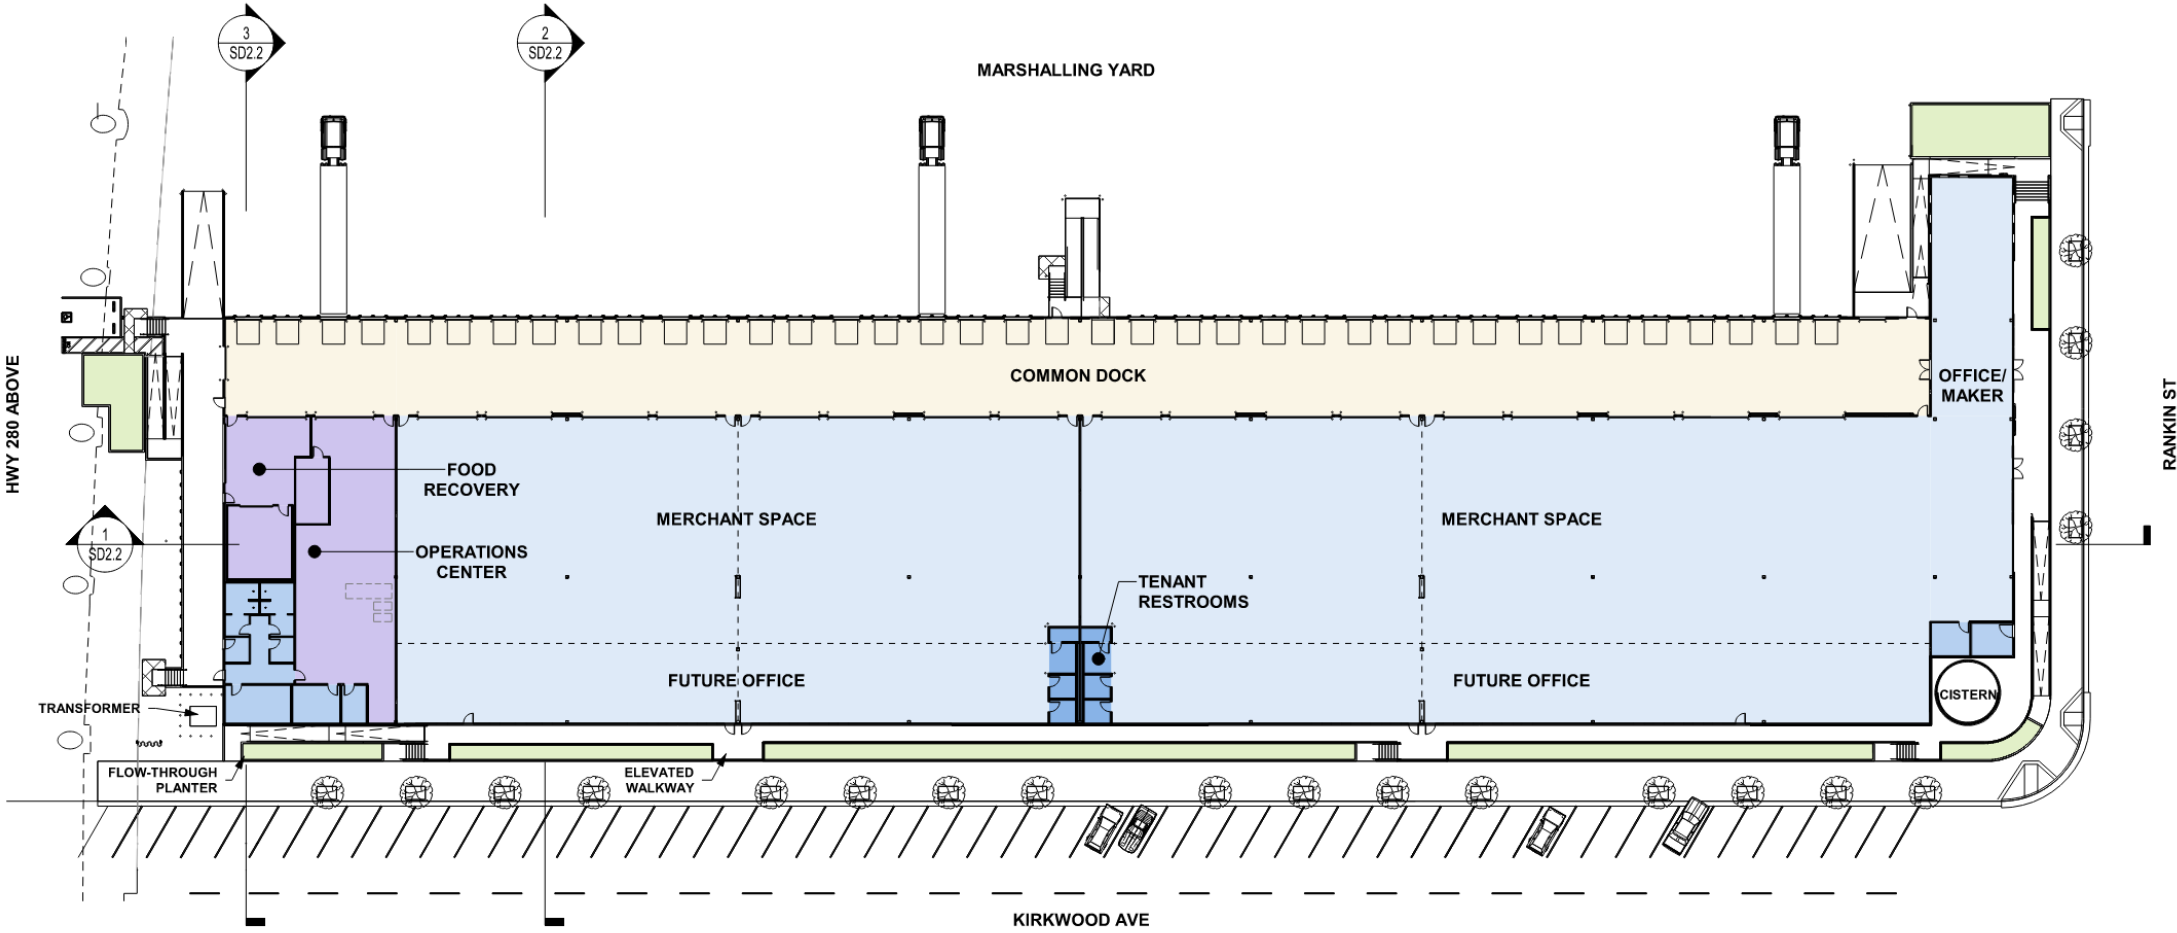 3
SD2.2
2
SD2.2
MARSHALLING YARD
HWY 280 ABOVE
COMMON DOCK
OFFICE/
MAKER
RANKIN ST
FOOD
RECOVERY
MERCHANT SPACE
MERCHANT SPACE
1
SD2.2
OPERATIONS
CENTER
TENANT
RESTROOMS
FUTURE OFFICE
FUTURE OFFICE
CISTERN
TRANSFORMER
FLOW-THROUGH
PLANTER
ELEVATED
WALKWAY
KIRKWOOD AVE